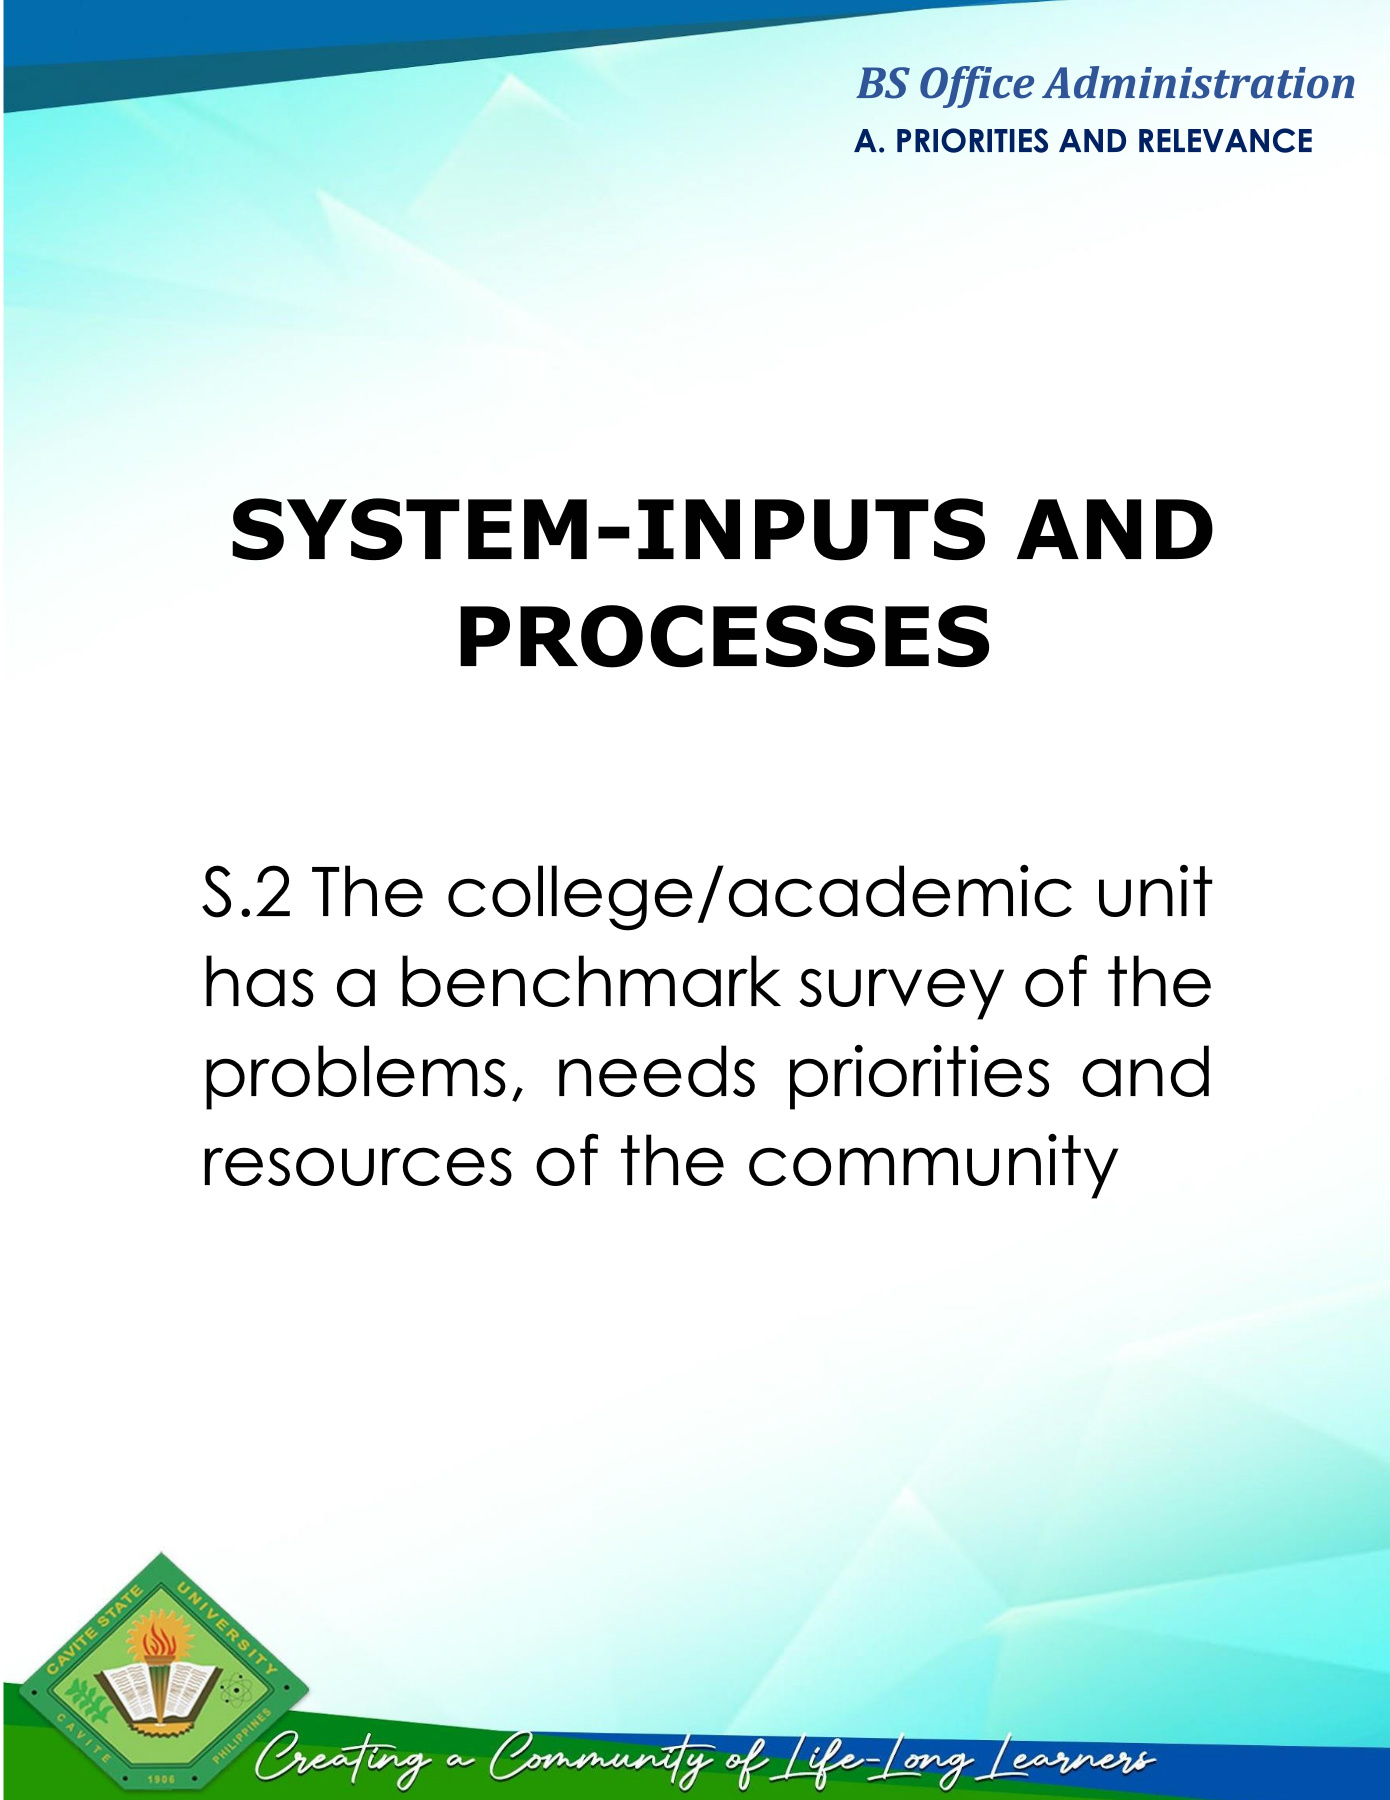 BS Office Administration
A. PRIORITIES AND RELEVANCE
SYSTEM-INPUTS AND
PROCESSES
S.2 The college/academic unit
has a benchmark survey of the
problems, needs priorities and
resources of the community
CAVITE STATE UNIVERSITY
CAVITE PHILIPPINES
1906
Creating a Community of Life-Long Learners